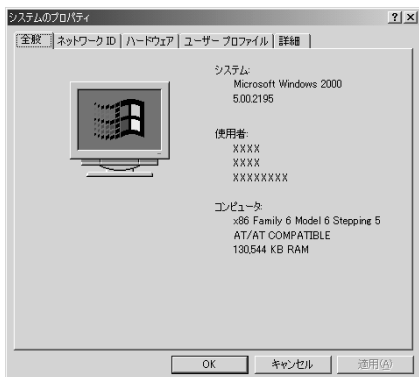 システムのプロパティ
? ×
全般 ネットワーク ID ハードウェア ユーザー プロファイル 詳細
システム:
Microsoft Windows 2000
5.00.2195
使用者:
XXXX
XXXX
XXXXXXXX
コンピュータ:
x86 Family 6 Model 6 Stepping 5
AT/AT COMPATIBLE
130,544 KB RAM
OK キャンセル 適用(A)